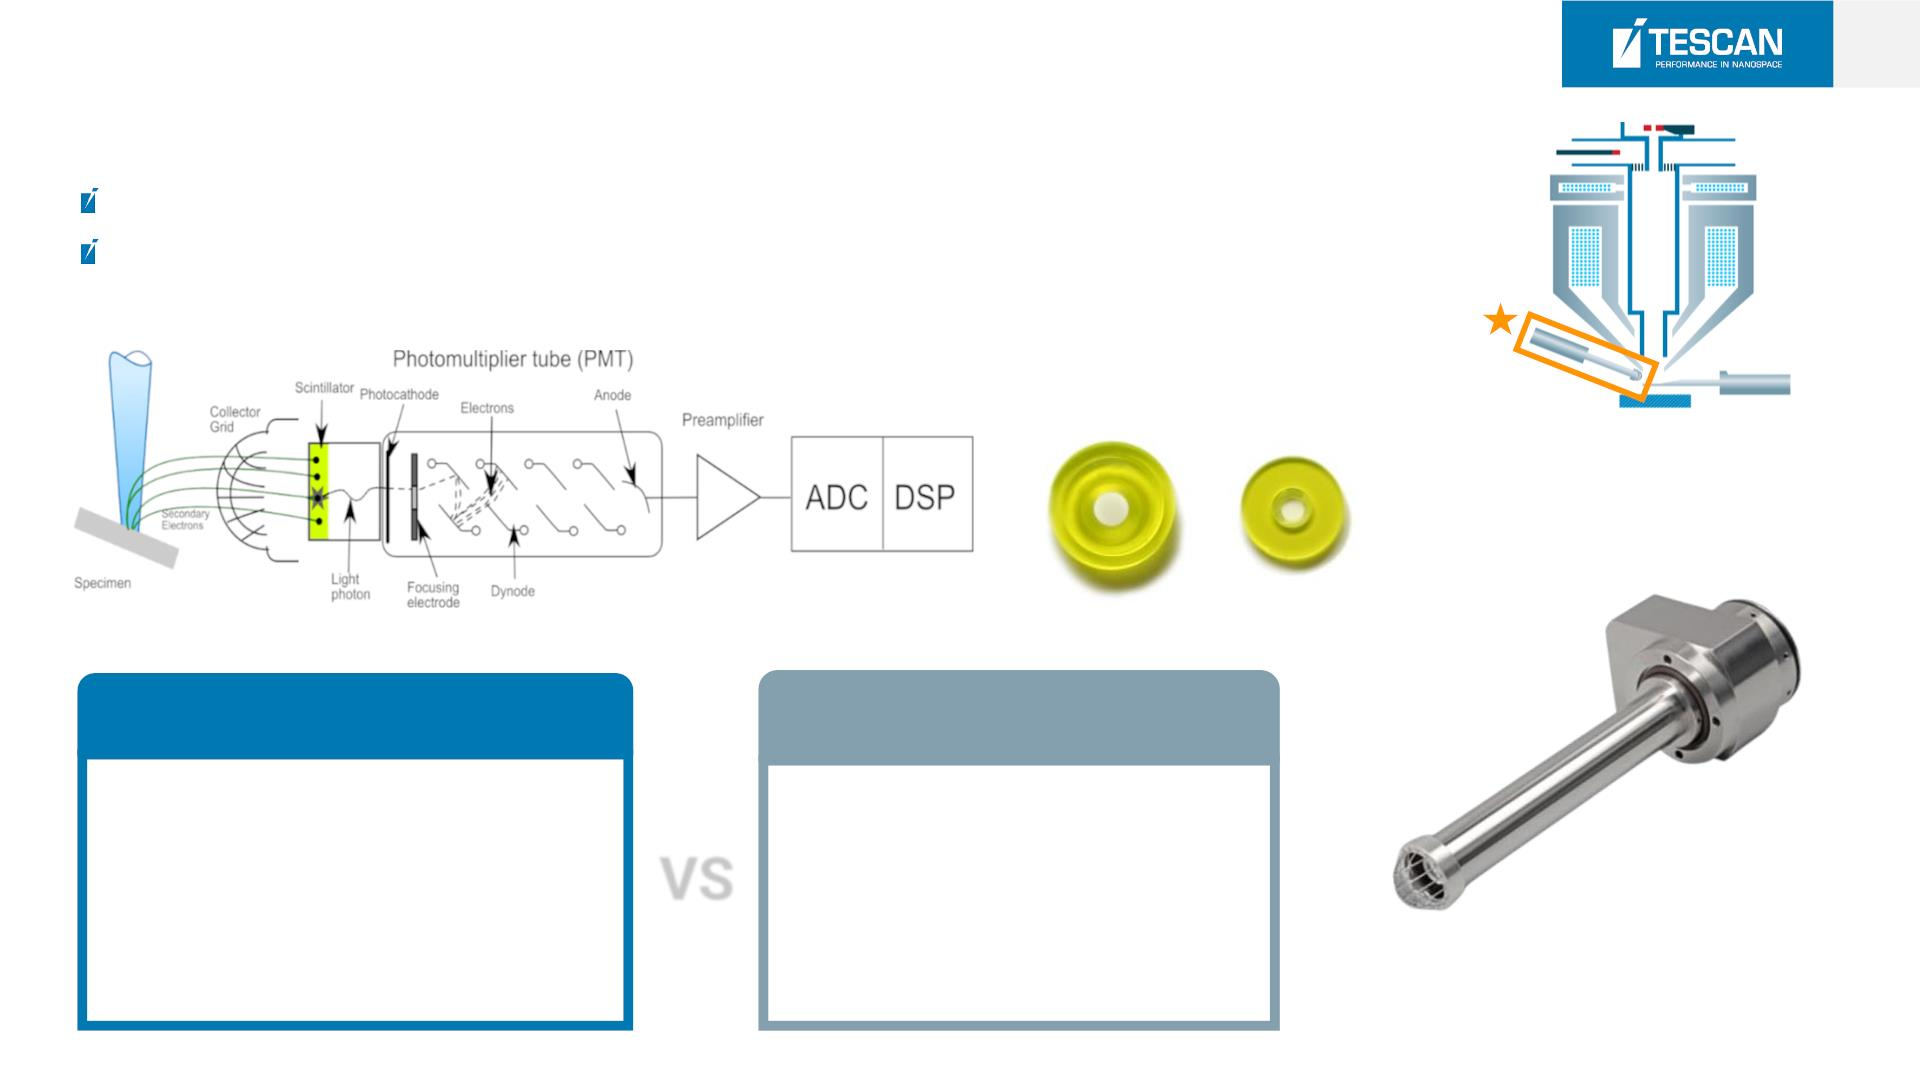 TESCAN
PERFORMANCE IN NANOSPACE
Photomultiplier tube (PMT)
Scintillator
Photocathode
Electrons
Anode
Collector
Grid
Preamplifier
ADC
DSP
Secondary
Electrons
Specimen
Light
photon
Focusing
electrode
Dynode
VS